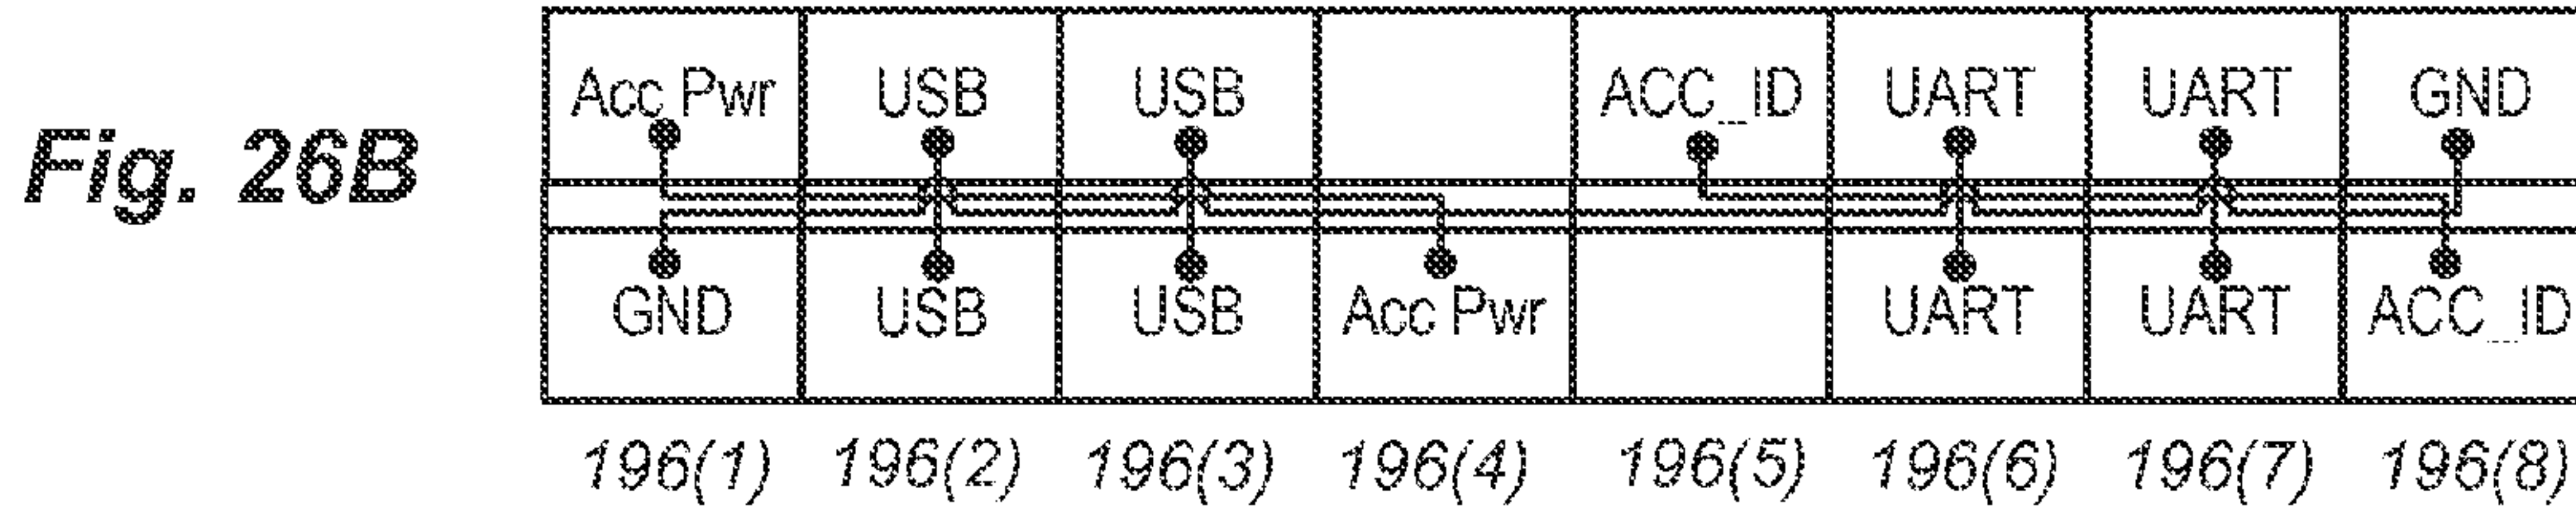 Acc Pwr USB USB ACC_ID UART UART GND
Fig. 26B
GND USB USB Acc Pwr UART UART ACC_ID
196(1) 196(2) 196(3) 196(4) 196(5) 196(6) 196(7) 196(8)